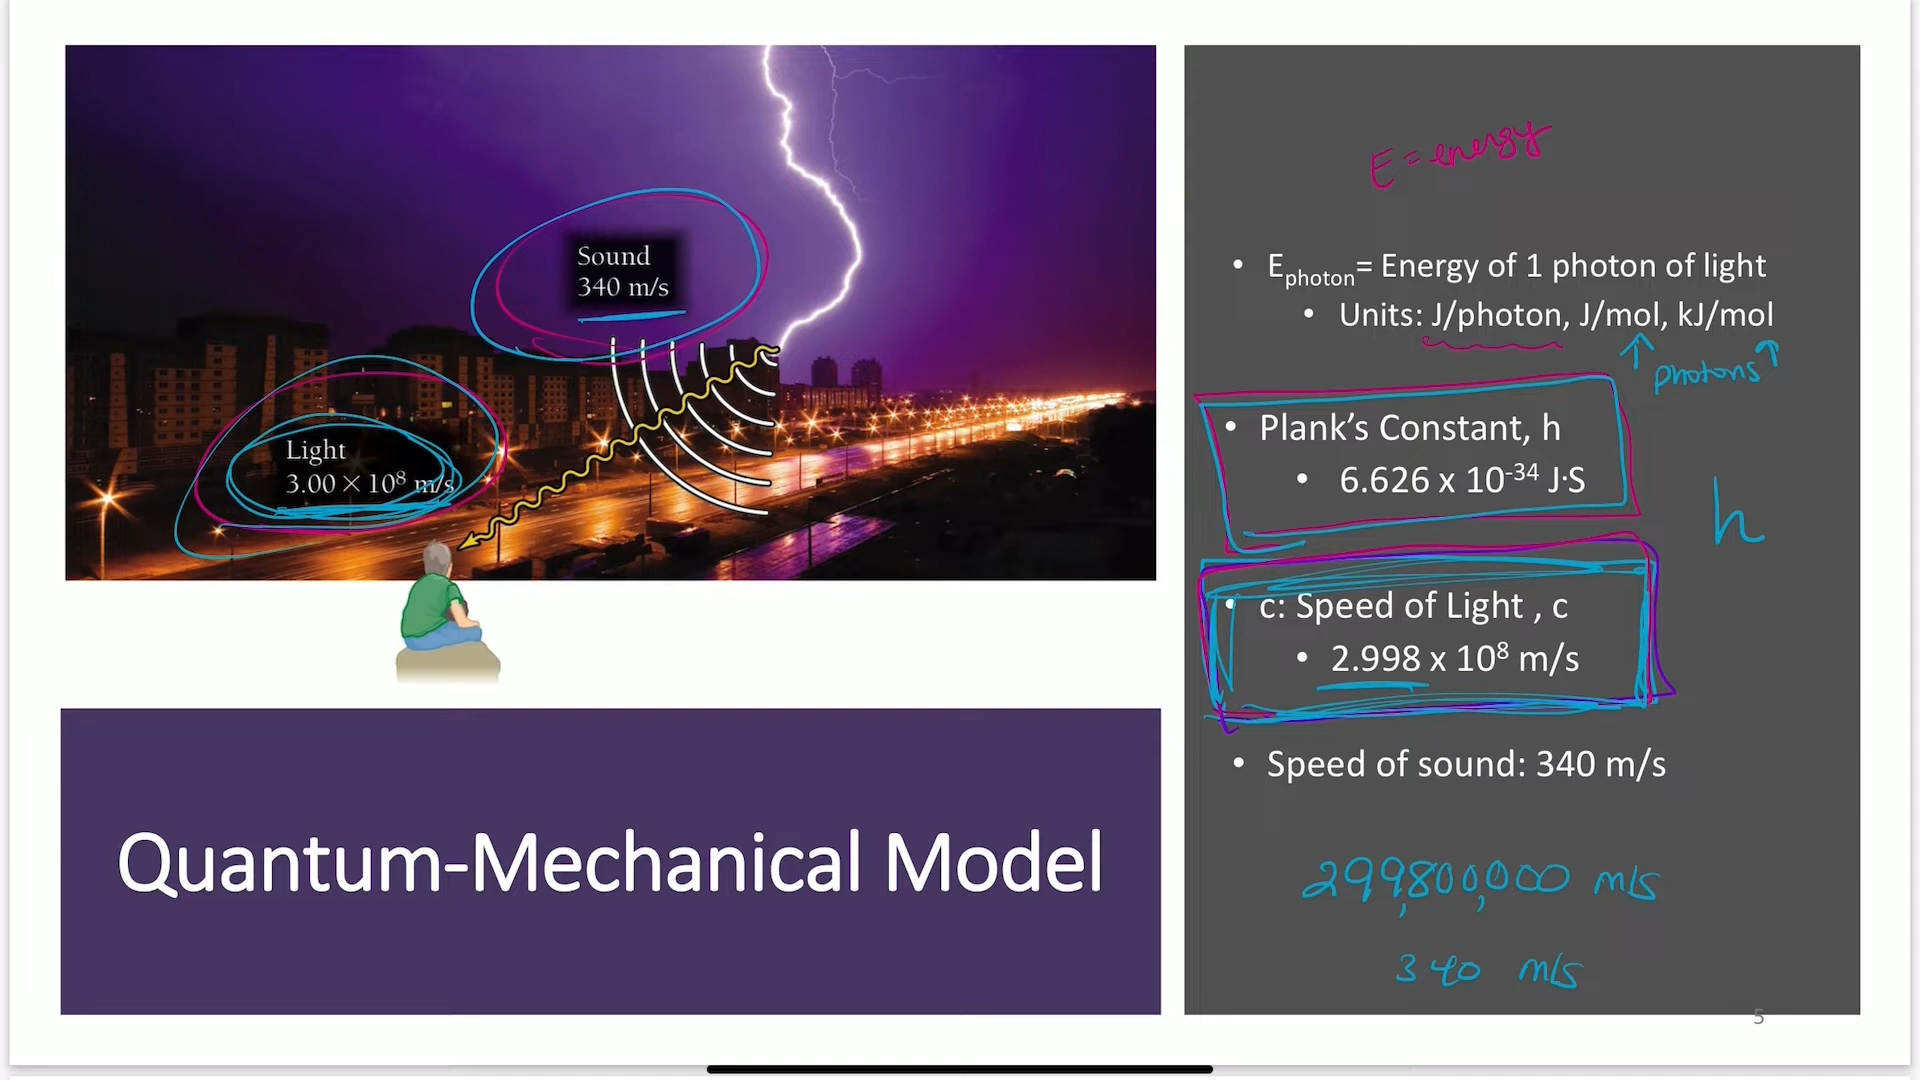 Sound
340 m/s
Light
3.00 × 10⁸ m/s
Quantum-Mechanical Model
E = energy
• Ephoton= Energy of 1 photon of light
• Units: J/photon, J/mol, kJ/mol
photons
• Plank’s Constant, h
• 6.626 x 10⁻³⁴ J·S
h
• c: Speed of Light , c
• 2.998 x 10⁸ m/s
• Speed of sound: 340 m/s
299,800,000 m/s
340 m/s
5